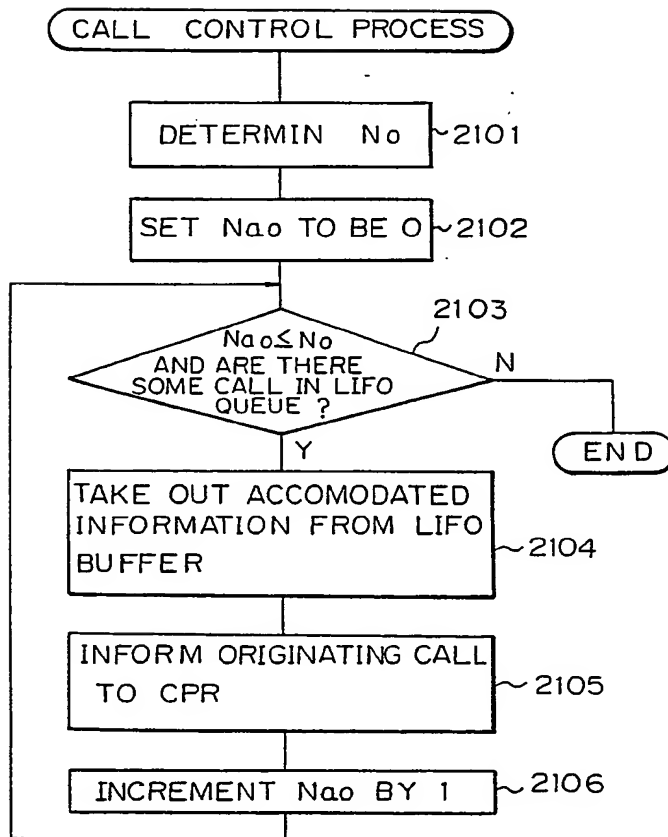 CALL CONTROL PROCESS
DETERMIN No
2101
SET Nao TO BE 0
2102
2103
Nao≤No
AND ARE THERE
SOME CALL IN LIFO
QUEUE ?
N
END
Y
TAKE OUT ACCOMODATED
INFORMATION FROM LIFO
BUFFER
2104
INFORM ORIGINATING CALL
TO CPR
2105
INCREMENT Nao BY 1
2106